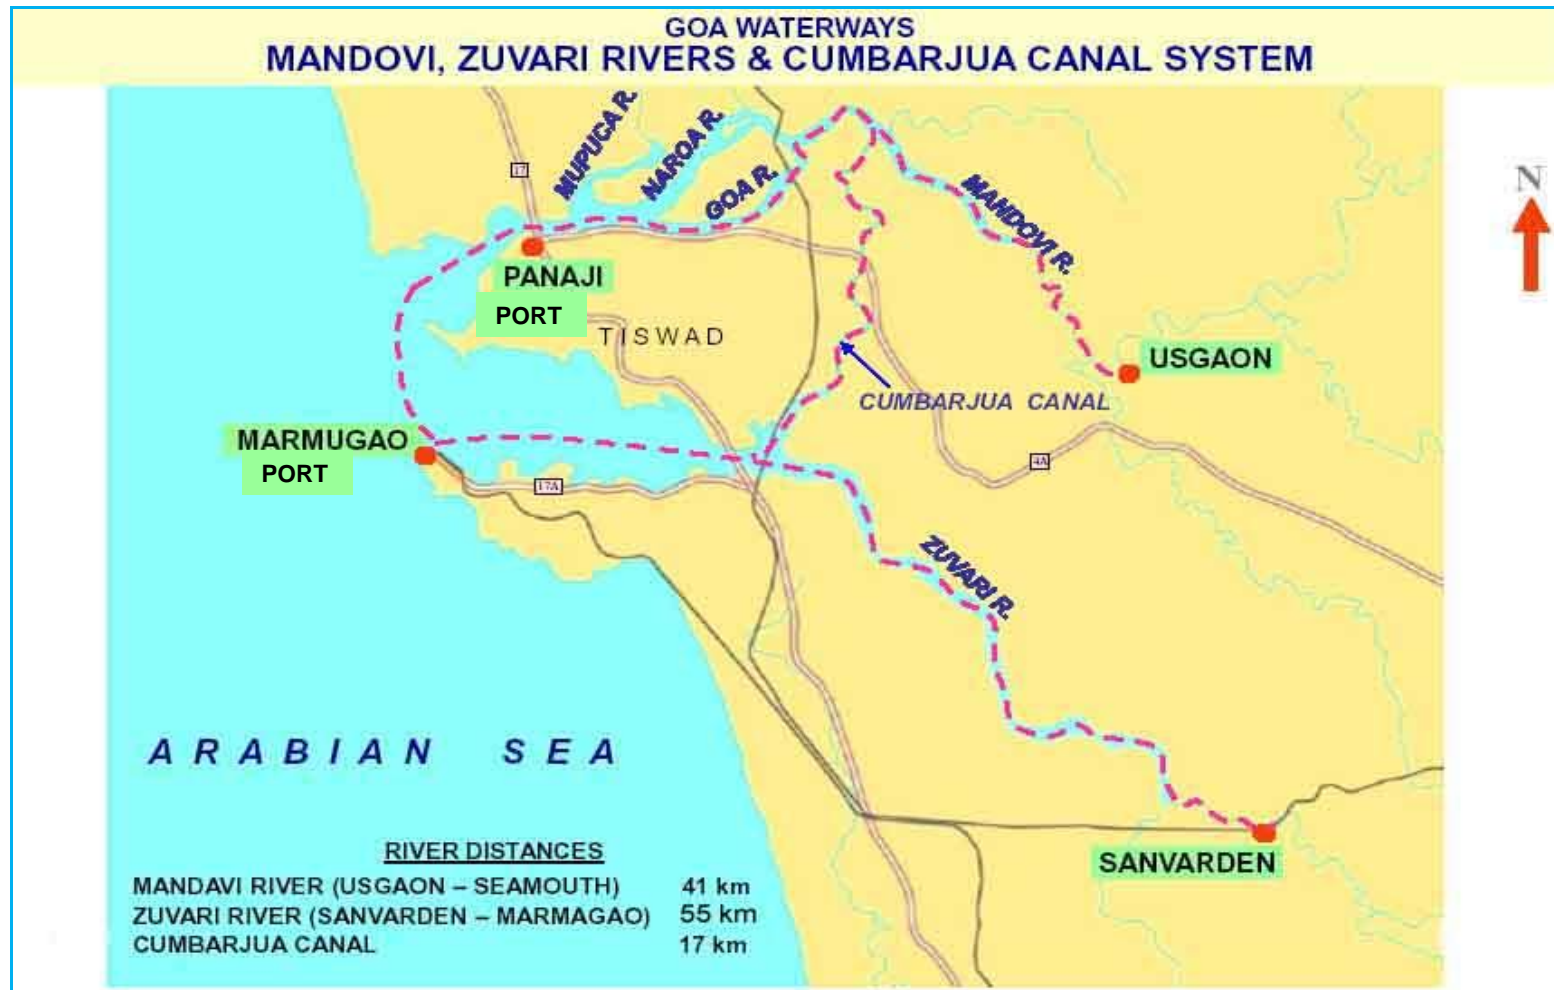 GOA WATERWAYS
MANDOVI, ZUVARI RIVERS & CUMBARJUA CANAL SYSTEM
MUPUCA R.
NAROA R.
GOA R.
MANDOVI R.
17
N
PANAJI
PORT
TISWAD
USGAON
CUMBARJUA CANAL
MARMUGAO
PORT
4A
17A
ZUVARI R.
ARABIAN SEA
SANVARDEN
RIVER DISTANCES
MANDAVI RIVER (USGAON – SEAMOUTH) 41 km
ZUVARI RIVER (SANVARDEN – MARMAGAO) 55 km
CUMBARJUA CANAL 17 km